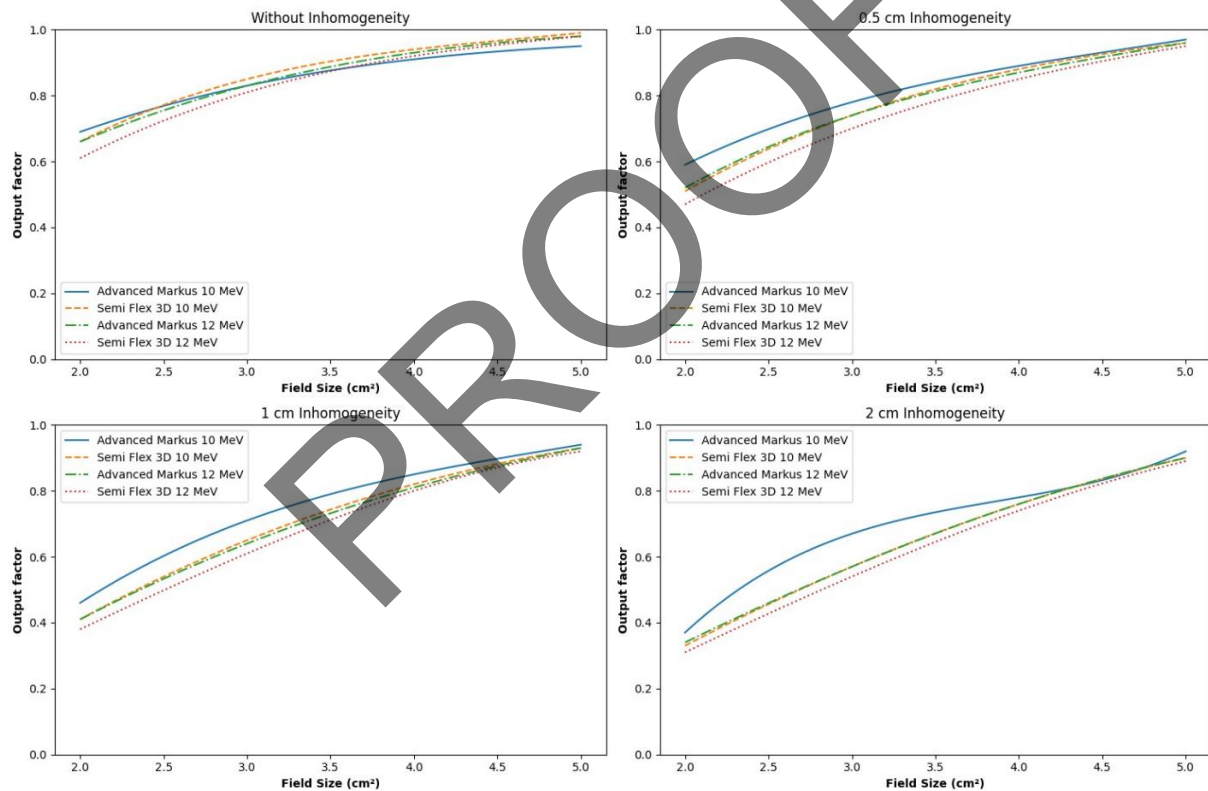 Without Inhomogeneity
1.0
0.8
0.6
0.4
0.2
0.0
Output factor
Advanced Markus 10 MeV
Semi Flex 3D 10 MeV
Advanced Markus 12 MeV
Semi Flex 3D 12 MeV
2.0 2.5 3.0 3.5 4.0 4.5 5.0
Field Size (cm²)
0.5 cm Inhomogeneity
1.0
0.8
0.6
0.4
0.2
0.0
Output factor
Advanced Markus 10 MeV
Semi Flex 3D 10 MeV
Advanced Markus 12 MeV
Semi Flex 3D 12 MeV
2.0 2.5 3.0 3.5 4.0 4.5 5.0
Field Size (cm²)
1 cm Inhomogeneity
1.0
0.8
0.6
0.4
0.2
0.0
Output factor
Advanced Markus 10 MeV
Semi Flex 3D 10 MeV
Advanced Markus 12 MeV
Semi Flex 3D 12 MeV
2.0 2.5 3.0 3.5 4.0 4.5 5.0
Field Size (cm²)
2 cm Inhomogeneity
1.0
0.8
0.6
0.4
0.2
0.0
Output factor
Advanced Markus 10 MeV
Semi Flex 3D 10 MeV
Advanced Markus 12 MeV
Semi Flex 3D 12 MeV
2.0 2.5 3.0 3.5 4.0 4.5 5.0
Field Size (cm²)
PROOF